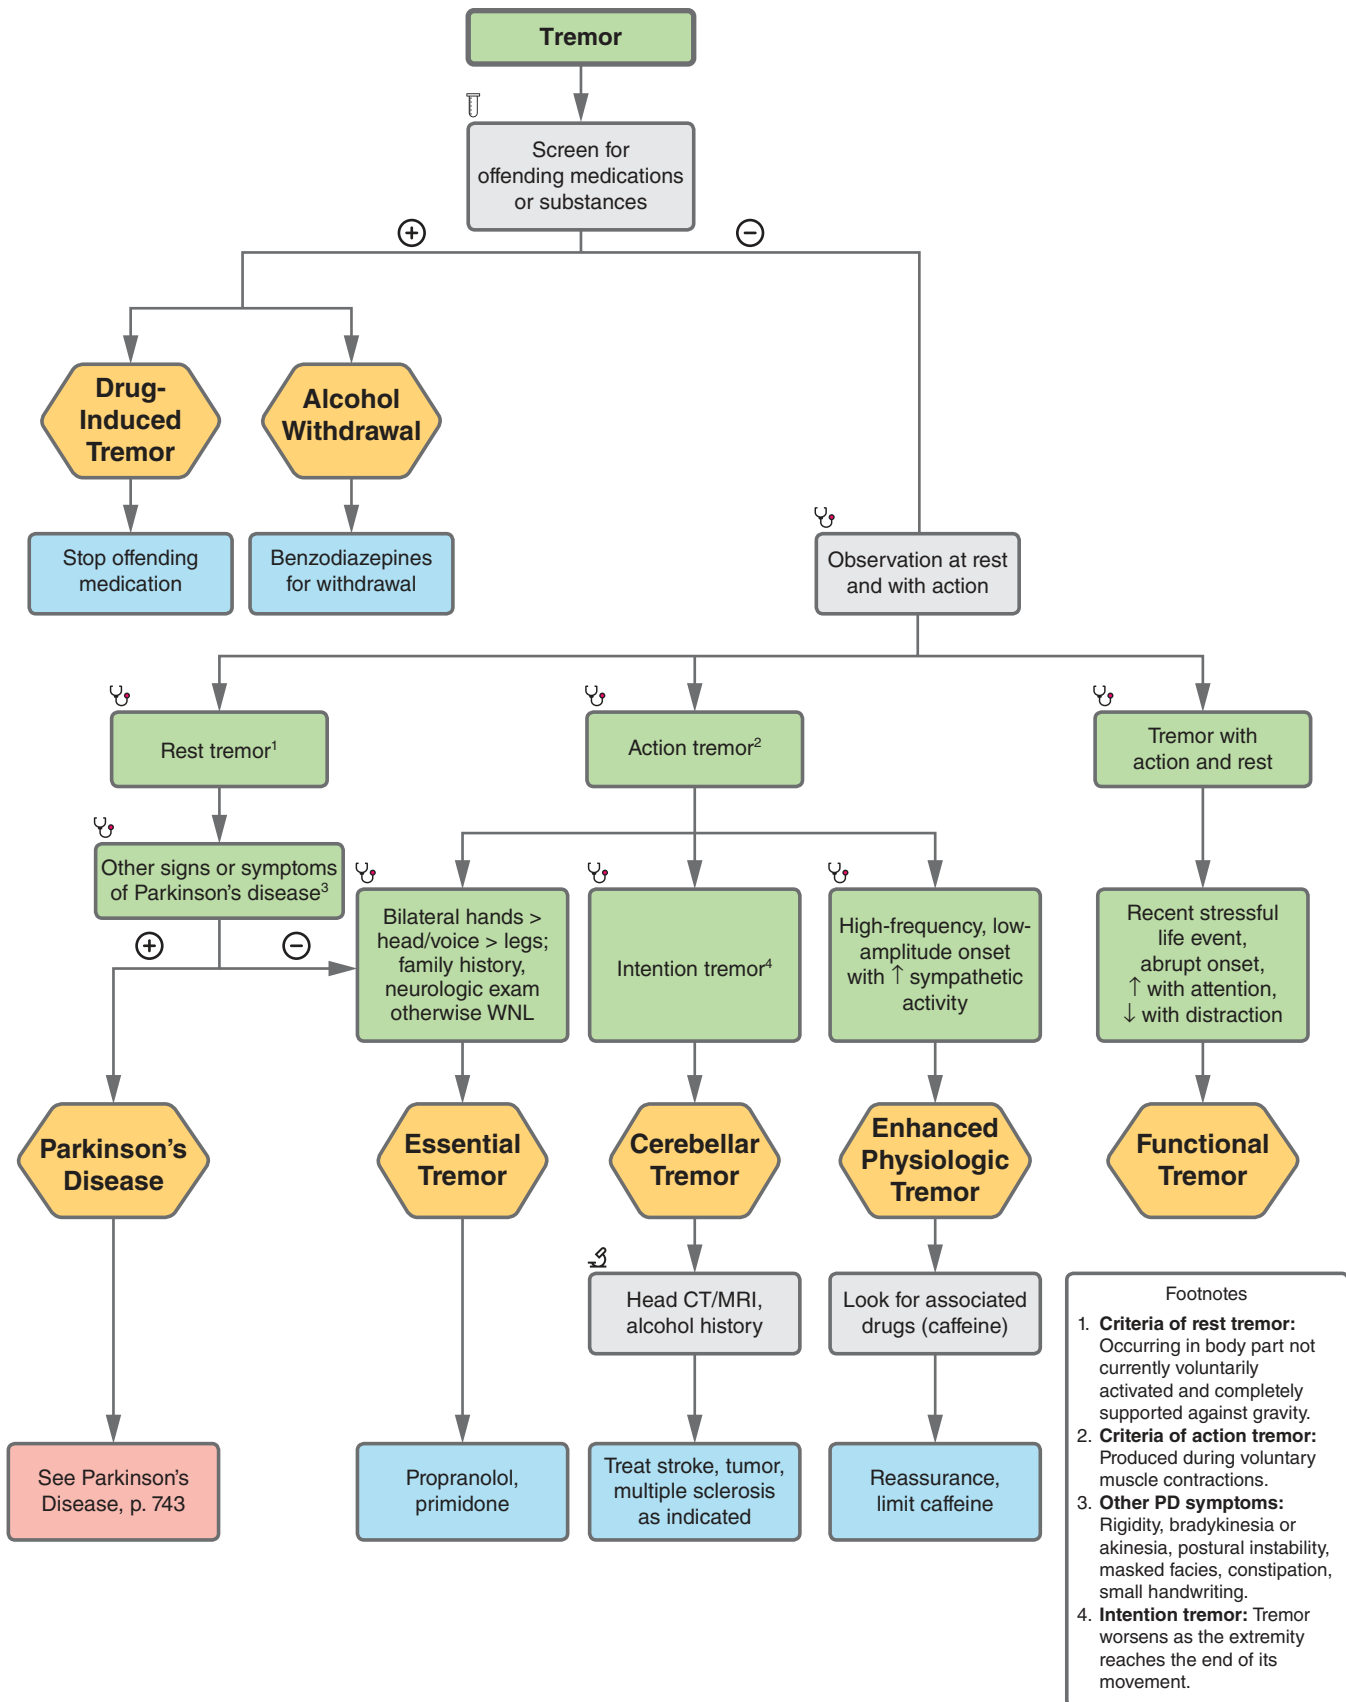 Tremor
Screen for
offending medications
or substances
+
−
Drug-
Induced
Tremor
Alcohol
Withdrawal
Stop offending
medication
Benzodiazepines
for withdrawal
Observation at rest
and with action
Rest tremor1
Action tremor2
Tremor with
action and rest
Other signs or symptoms
of Parkinson's disease3
+
−
Bilateral hands >
head/voice > legs;
family history,
neurologic exam
otherwise WNL
Intention tremor4
High-frequency, low-
amplitude onset
with ↑ sympathetic
activity
Recent stressful
life event,
abrupt onset,
↑ with attention,
↓ with distraction
Parkinson's
Disease
Essential
Tremor
Cerebellar
Tremor
Enhanced
Physiologic
Tremor
Functional
Tremor
Head CT/MRI,
alcohol history
Look for associated
drugs (caffeine)
See Parkinson's
Disease, p. 743
Propranolol,
primidone
Treat stroke, tumor,
multiple sclerosis
as indicated
Reassurance,
limit caffeine
Footnotes
1. Criteria of rest tremor:
Occurring in body part not
currently voluntarily
activated and completely
supported against gravity.
2. Criteria of action tremor:
Produced during voluntary
muscle contractions.
3. Other PD symptoms:
Rigidity, bradykinesia or
akinesia, postural instability,
masked facies, constipation,
small handwriting.
4. Intention tremor: Tremor
worsens as the extremity
reaches the end of its
movement.